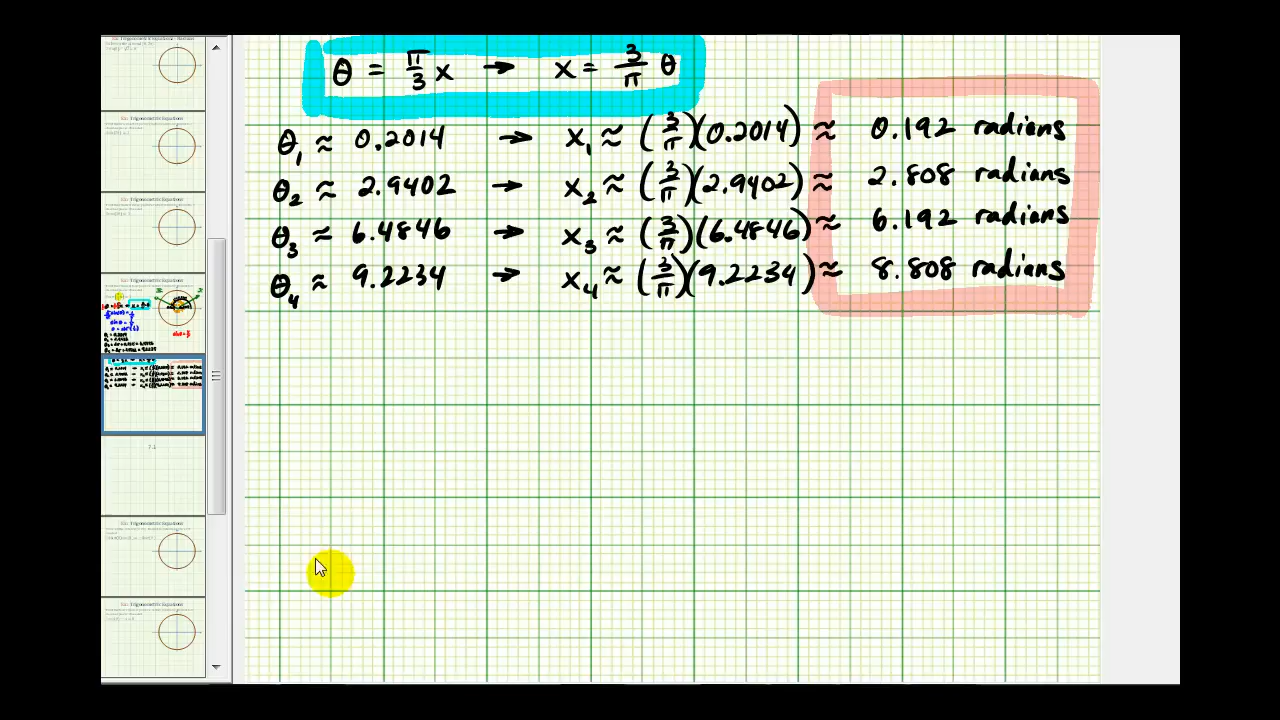 θ = π/3 x → x = 3/π θ
θ₁ ≈ 0.2014 → x₁ ≈ (3/π)(0.2014) ≈ 0.192 radians
θ₂ ≈ 2.9402 → x₂ ≈ (3/π)(2.9402) ≈ 2.808 radians
θ₃ ≈ 6.4846 → x₃ ≈ (3/π)(6.4846) ≈ 6.192 radians
θ₄ ≈ 9.2234 → x₄ ≈ (3/π)(9.2234) ≈ 8.808 radians